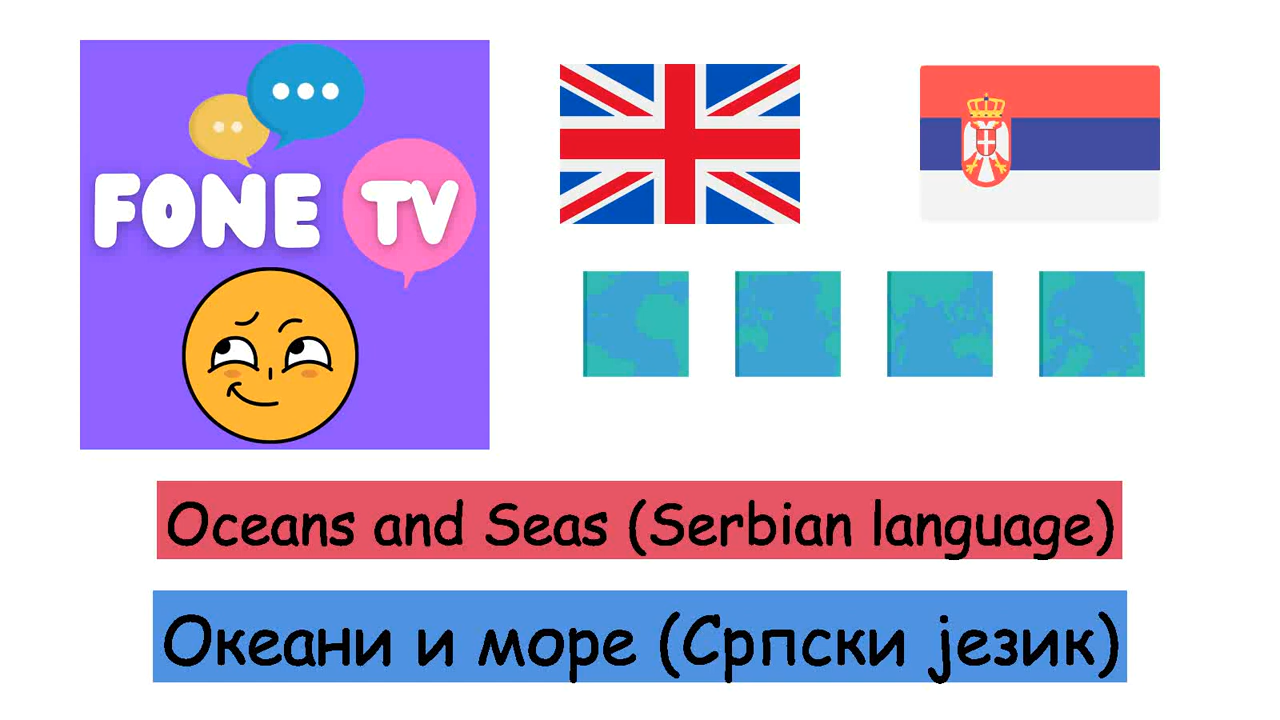 FONE TV
Oceans and Seas (Serbian language)
Океани и море (Српски језик)